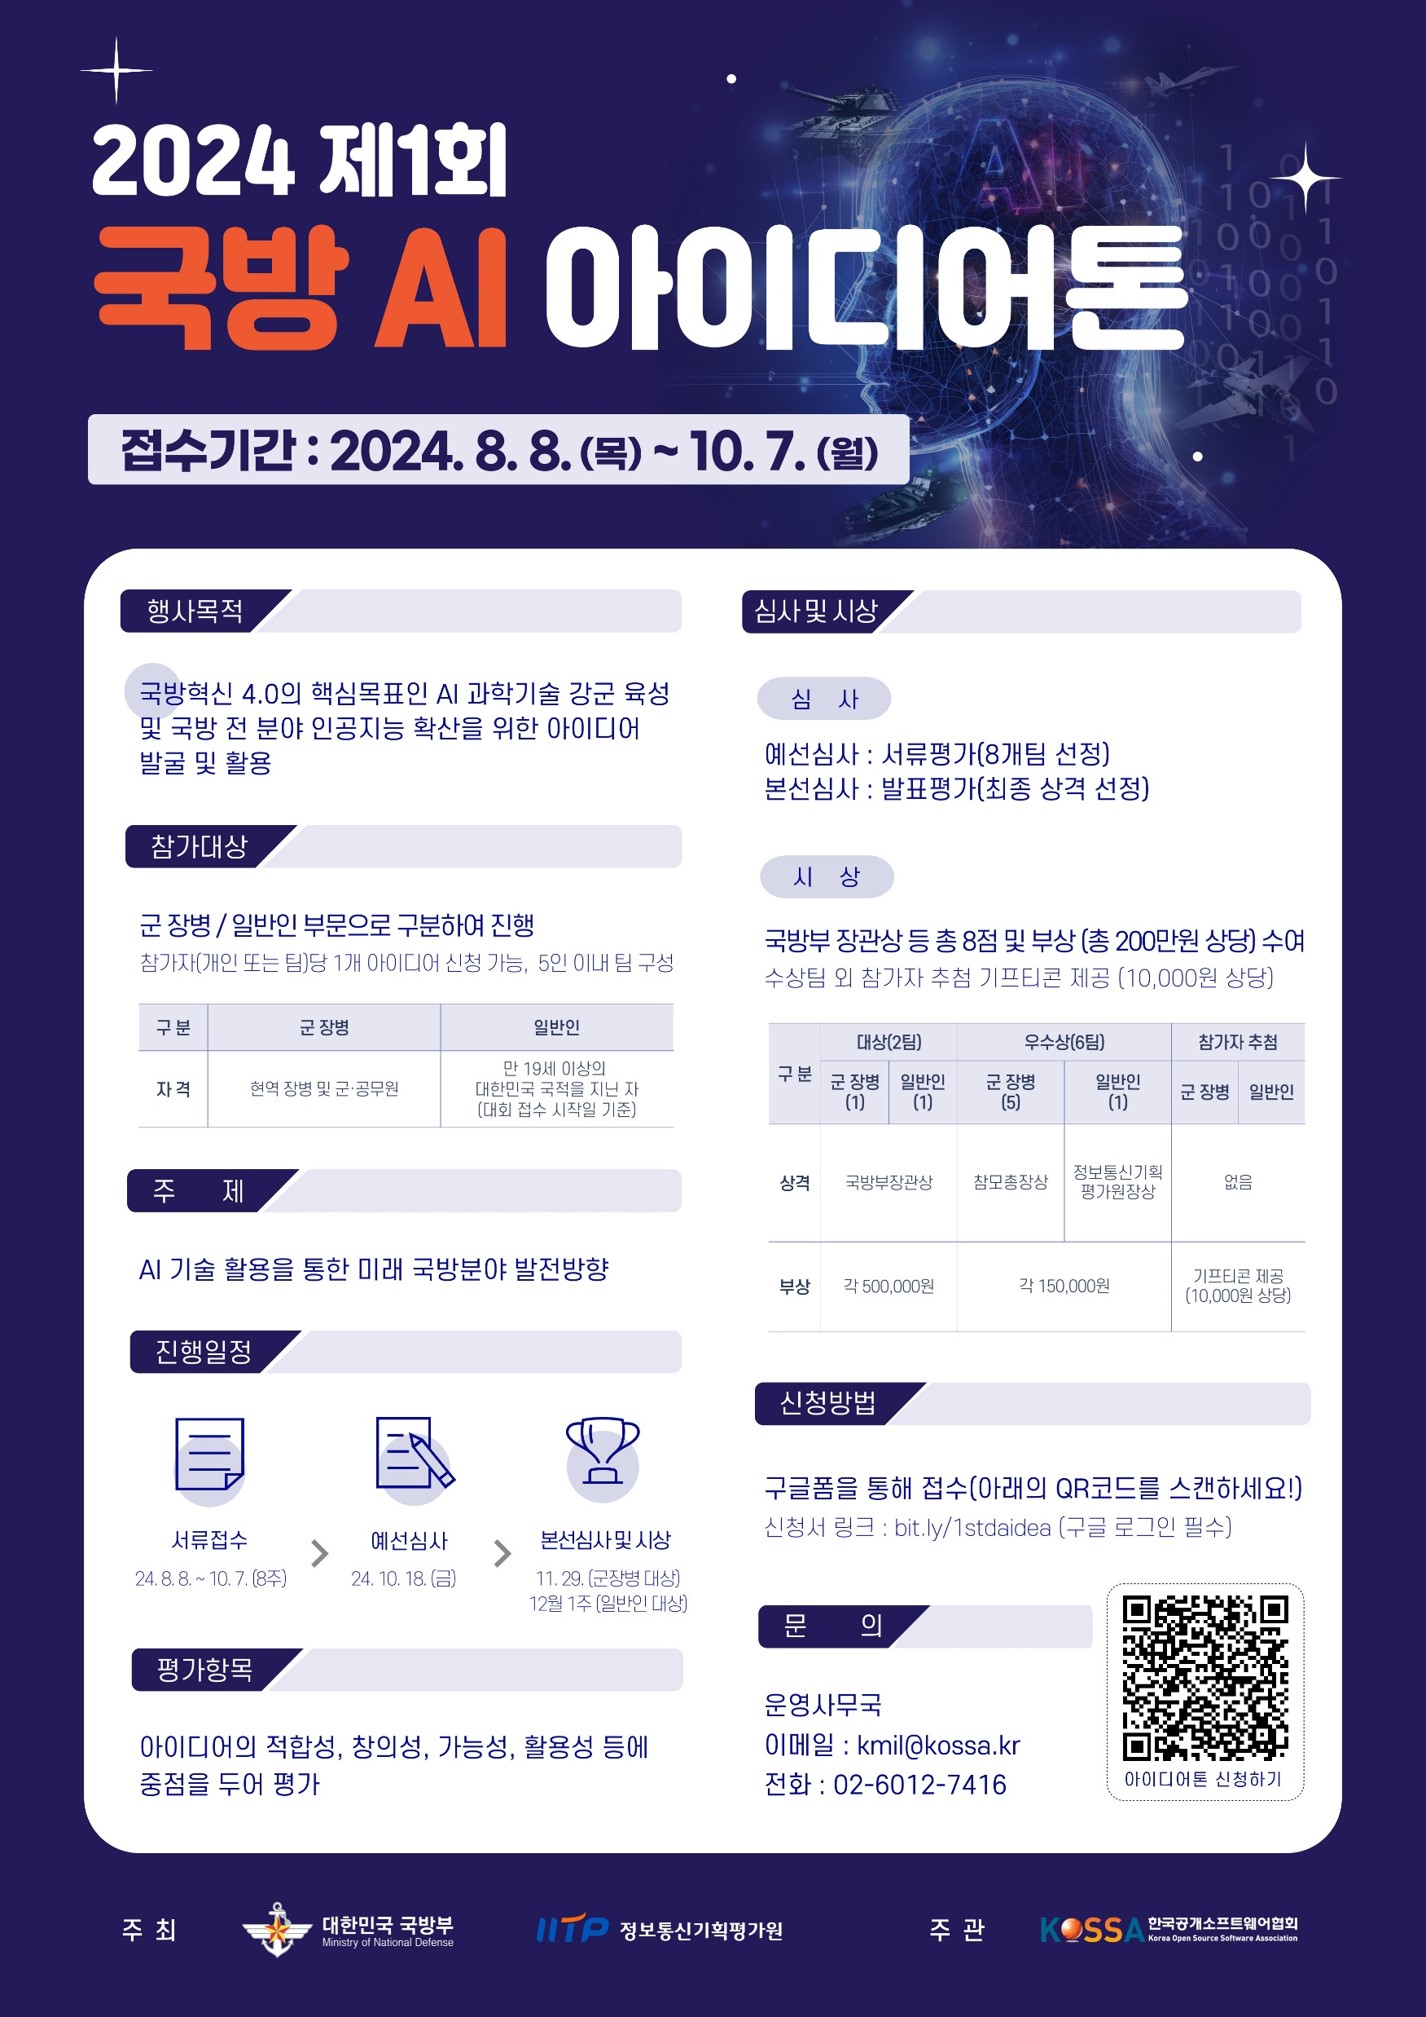 2024 제1회
국방 AI 아이디어톤
접수기간 : 2024. 8. 8. (목) ~ 10. 7. (월)
행사목적
국방혁신 4.0의 핵심목표인 AI 과학기술 강군 육성
및 국방 전 분야 인공지능 확산을 위한 아이디어
발굴 및 활용
참가대상
군 장병 / 일반인 부문으로 구분하여 진행
참가자(개인 또는 팀)당 1개 아이디어 신청 가능, 5인 이내 팀 구성
구 분 군 장병 일반인
자 격 현역 장병 및 군·공무원 만 19세 이상의
대한민국 국적을 지닌 자
(대회 접수 시작일 기준)
주 제
AI 기술 활용을 통한 미래 국방분야 발전방향
진행일정
서류접수
24. 8. 8. ~ 10. 7. (8주)
예선심사
24. 10. 18. (금)
본선심사 및 시상
11. 29. (군장병 대상)
12월 1주 (일반인 대상)
평가항목
아이디어의 적합성, 창의성, 가능성, 활용성 등에
중점을 두어 평가
심사 및 시상
심 사
예선심사 : 서류평가(8개팀 선정)
본선심사 : 발표평가(최종 상격 선정)
시 상
국방부 장관상 등 총 8점 및 부상 (총 200만원 상당) 수여
수상팀 외 참가자 추첨 기프티콘 제공 (10,000원 상당)
구 분 대상(2팀) 우수상(6팀) 참가자 추첨
군 장병 일반인 군 장병 일반인 군 장병 일반인
(1) (1) (5) (1)
상격 국방부장관상 참모총장상 정보통신기획 없음
평가원장상
부상 각 500,000원 각 150,000원 기프티콘 제공
(10,000원 상당)
신청방법
구글폼을 통해 접수(아래의 QR코드를 스캔하세요!)
신청서 링크 : bit.ly/1stdaidea (구글 로그인 필수)
문 의
운영사무국
이메일 : kmil@kossa.kr
전화 : 02-6012-7416
아이디어톤 신청하기
주 최
대한민국 국방부
Ministry of National Defense
IITP 정보통신기획평가원
주 관
KOSSA 한국공개소프트웨어협회
Korea Open Source Software Association